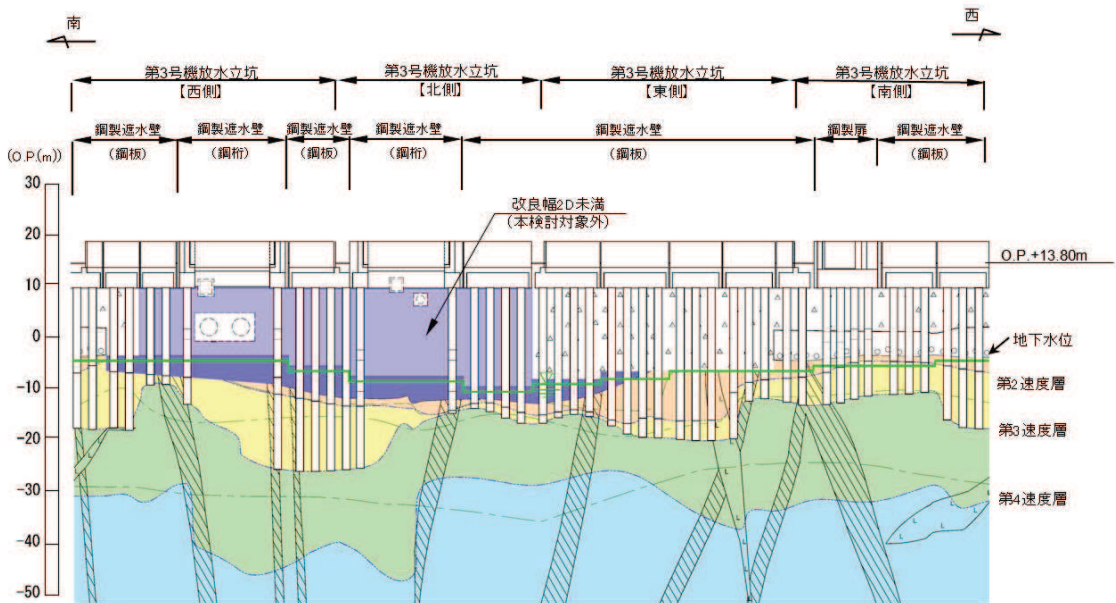 南
西
第3号機放水立坑
【西側】
第3号機放水立坑
【北側】
第3号機放水立坑
【東側】
第3号機放水立坑
【南側】
鋼製遮水壁
(鋼板)
鋼製遮水壁
(鋼桁)
鋼製遮水壁
(鋼板)
鋼製遮水壁
(鋼桁)
鋼製遮水壁
(鋼板)
鋼製扉
鋼製遮水壁
(鋼板)
(O.P.(m))
30
20
10
0
-10
-20
-30
-40
-50
改良幅2D未満
(本検討対象外)
O.P.+13.80m
地下水位
第2速度層
第3速度層
第4速度層